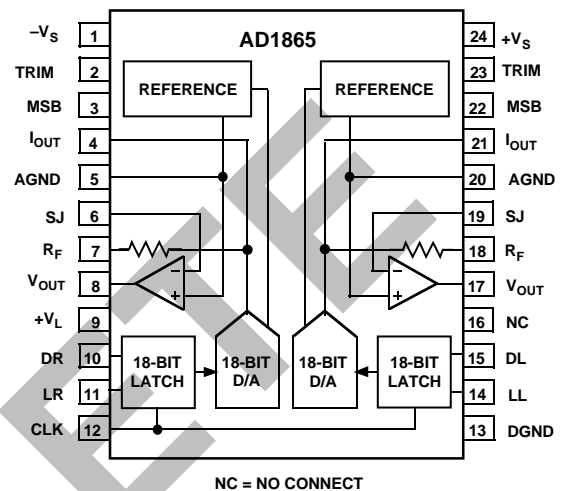 AD1865
–VS 1
24 +VS
TRIM 2
23 TRIM
REFERENCE
REFERENCE
MSB 3
22 MSB
IOUT 4
21 IOUT
AGND 5
20 AGND
SJ 6
19 SJ
RF 7
18 RF
VOUT 8
17 VOUT
–
+
–
+
+VL 9
16 NC
DR 10
15 DL
18-BIT
LATCH
18-BIT
D/A
18-BIT
D/A
18-BIT
LATCH
LR 11
14 LL
CLK 12
13 DGND
NC = NO CONNECT